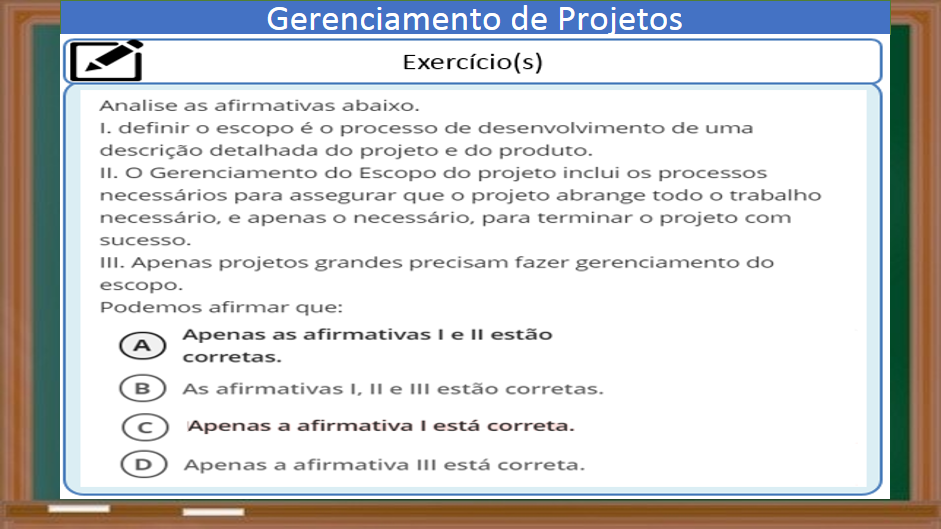 Gerenciamento de Projetos
Exercício(s)
Analise as afirmativas abaixo.
I. definir o escopo é o processo de desenvolvimento de uma
descrição detalhada do projeto e do produto.
II. O Gerenciamento do Escopo do projeto inclui os processos
necessários para assegurar que o projeto abrange todo o trabalho
necessário, e apenas o necessário, para terminar o projeto com
sucesso.
III. Apenas projetos grandes precisam fazer gerenciamento do
escopo.
Podemos afirmar que:
A Apenas as afirmativas I e II estão
corretas.
B As afirmativas I, II e III estão corretas.
C Apenas a afirmativa I está correta.
D Apenas a afirmativa III está correta.